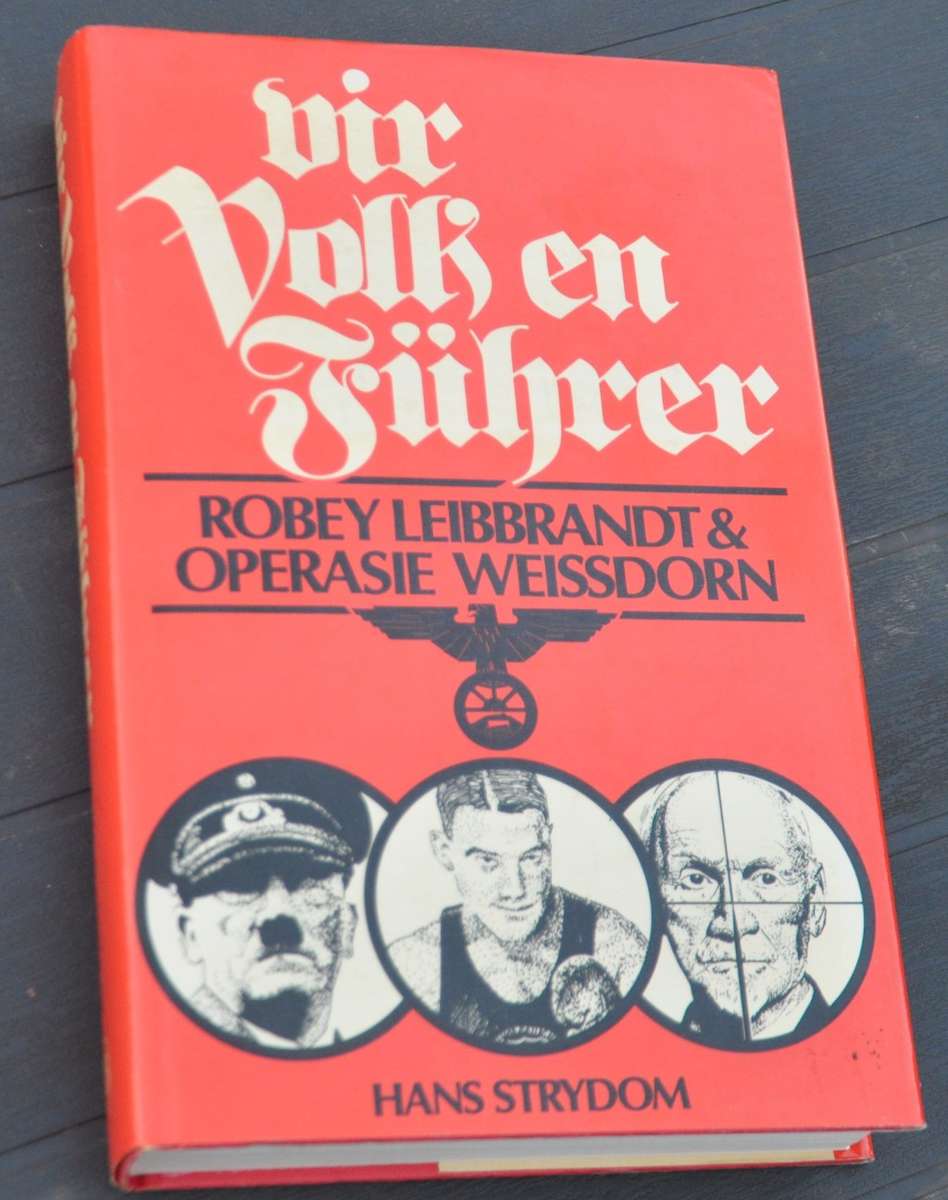 vir
Volk en
Führer
ROBEY LEIBBRANDT &
OPERASIE WEISSDORN
HANS STRYDOM